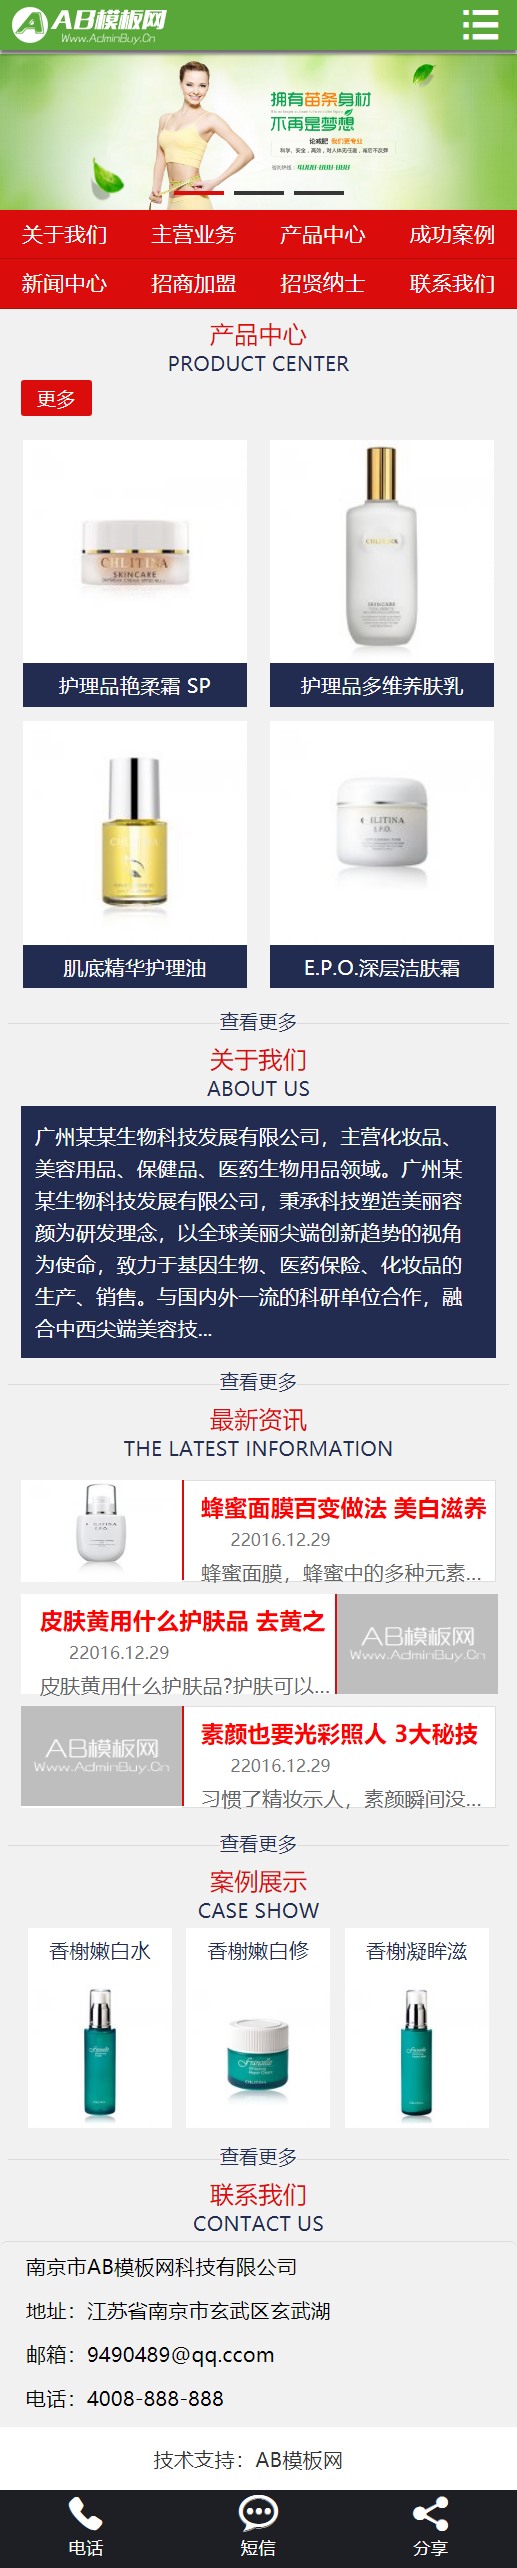 AB模板网
Www.AdminBuy.Cn
拥有苗条身材
不再是梦想
论减肥 我们更专业
4008-888-888
关于我们 主营业务 产品中心 成功案例
新闻中心 招商加盟 招贤纳士 联系我们
产品中心
PRODUCT CENTER
更多
CHLITINA
SKINCARE
CHLITINA
SKINCARE
护理品艳柔霜 SP 护理品多维养肤乳
CHLITINA
CHLITINA
E.P.O.
肌底精华护理油 E.P.O.深层洁肤霜
查看更多
关于我们
ABOUT US
广州某某生物科技发展有限公司，主营化妆品、
美容用品、保健品、医药生物用品领域。广州某
某生物科技发展有限公司，秉承科技塑造美丽容
颜为研发理念，以全球美丽尖端创新趋势的视角
为使命，致力于基因生物、医药保险、化妆品的
生产、销售。与国内外一流的科研单位合作，融
合中西尖端美容技...
查看更多
最新资讯
THE LATEST INFORMATION
蜂蜜面膜百变做法 美白滋养
22016.12.29
蜂蜜面膜，蜂蜜中的多种元素...
皮肤黄用什么护肤品 去黄之
22016.12.29
皮肤黄用什么护肤品?护肤可以...
AB模板网
Www.AdminBuy.Cn
AB模板网
Www.AdminBuy.Cn
素颜也要光彩照人 3大秘技
22016.12.29
习惯了精妆示人，素颜瞬间没...
查看更多
案例展示
CASE SHOW
香榭嫩白水 香榭嫩白修 香榭凝眸滋
查看更多
联系我们
CONTACT US
南京市AB模板网科技有限公司
地址：江苏省南京市玄武区玄武湖
邮箱：9490489@qq.ccom
电话：4008-888-888
技术支持：AB模板网
电话 短信 分享